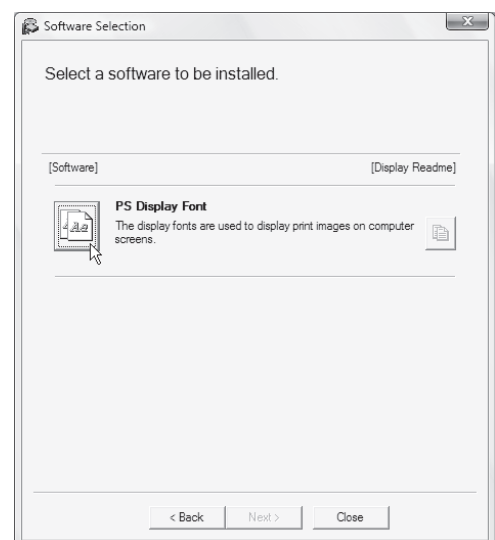 Software Selection
Select a software to be installed.
[Software] [Display Readme]
PS Display Font
The display fonts are used to display print images on computer
screens.
< Back Next > Close